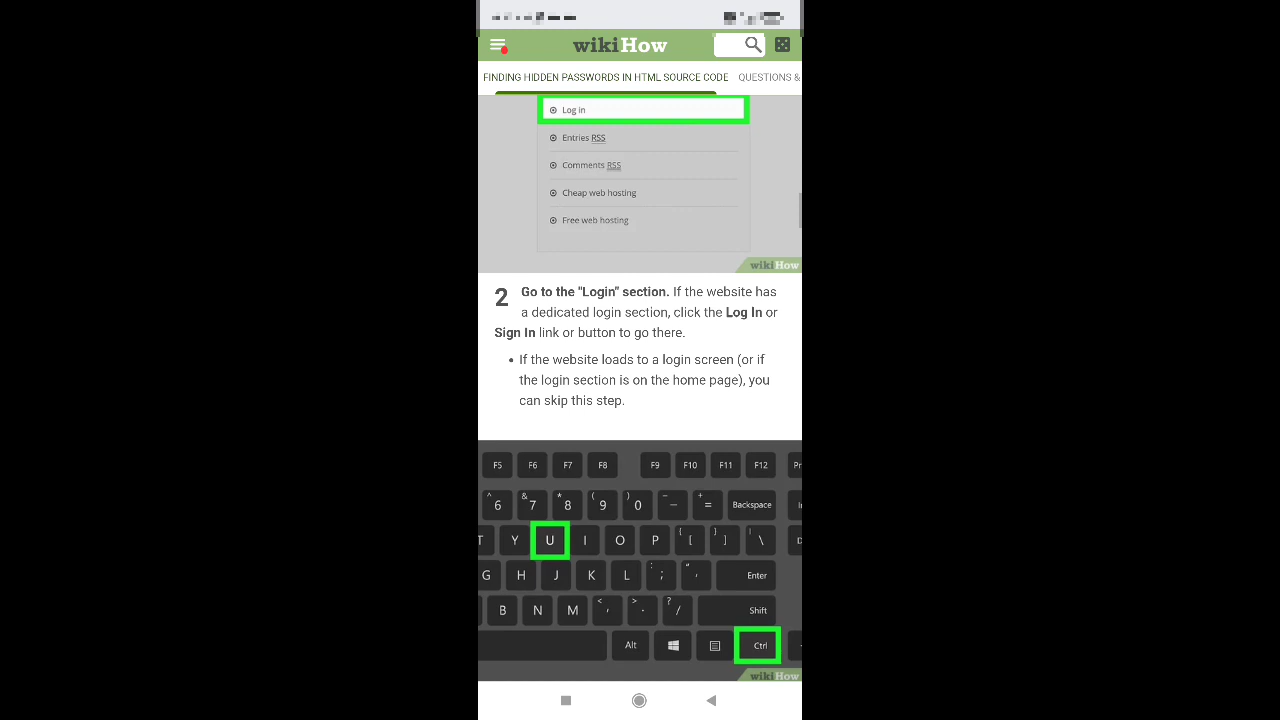 wikiHow
FINDING HIDDEN PASSWORDS IN HTML SOURCE CODE QUESTIONS &
Log in
Entries RSS
Comments RSS
Cheap web hosting
Free web hosting
wikiHow
2 Go to the "Login" section. If the website has
a dedicated login section, click the Log In or
Sign In link or button to go there.
• If the website loads to a login screen (or if
the login section is on the home page), you
can skip this step.
F5 F6 F7 F8 F9 F10 F11 F12 Pr
^ 6 & 7 * 8 ( 9 ) 0 _ – + = Backspace In
T Y U I O P { [ } ] | \ D
G H J K L : ; " , Enter
B N M < , > . ? / Shift
Alt Ctrl
wikiHow